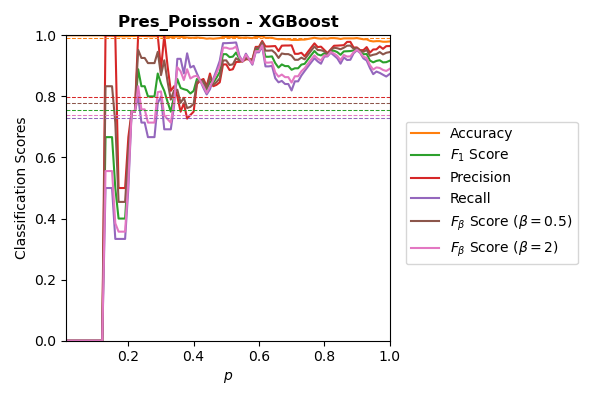 Pres_Poisson - XGBoost
Classification Scores
1.0
0.8
0.6
0.4
0.2
0.0
0.2 0.4 0.6 0.8 1.0
p
Accuracy
F₁ Score
Precision
Recall
Fᵦ Score (β = 0.5)
Fᵦ Score (β = 2)